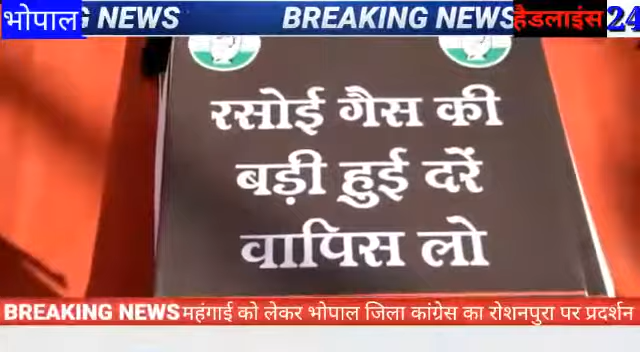 भोपाल
G NEWS
BREAKING NEWS
हैडलाइंस 24
रसोई गैस की
बड़ी हुई दरें
वापिस लो
BREAKING NEWS महंगाई को लेकर भोपाल जिला कांग्रेस का रोशनपुरा पर प्रदर्शन